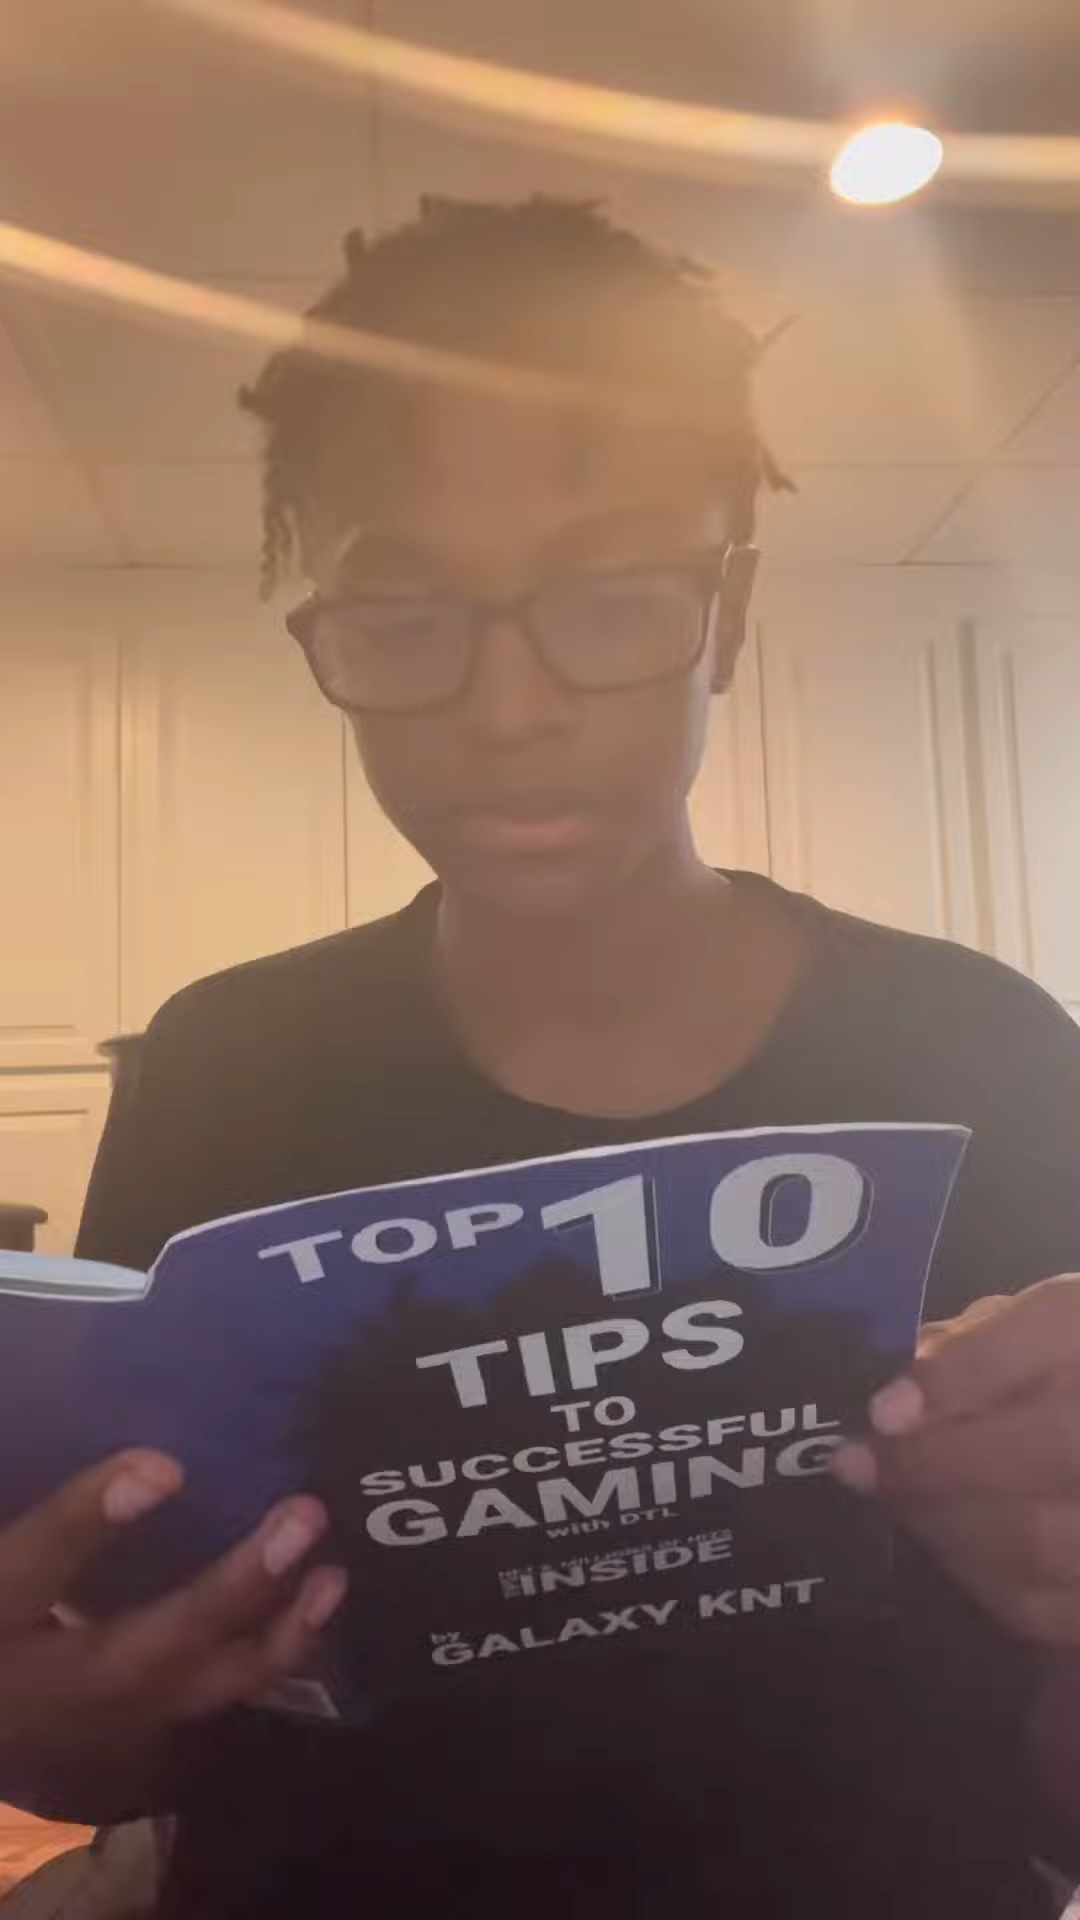 TOP 10
TIPS
TO
SUCCESSFUL
GAMING
with DTL
INSIDE
by
GALAXY KNT